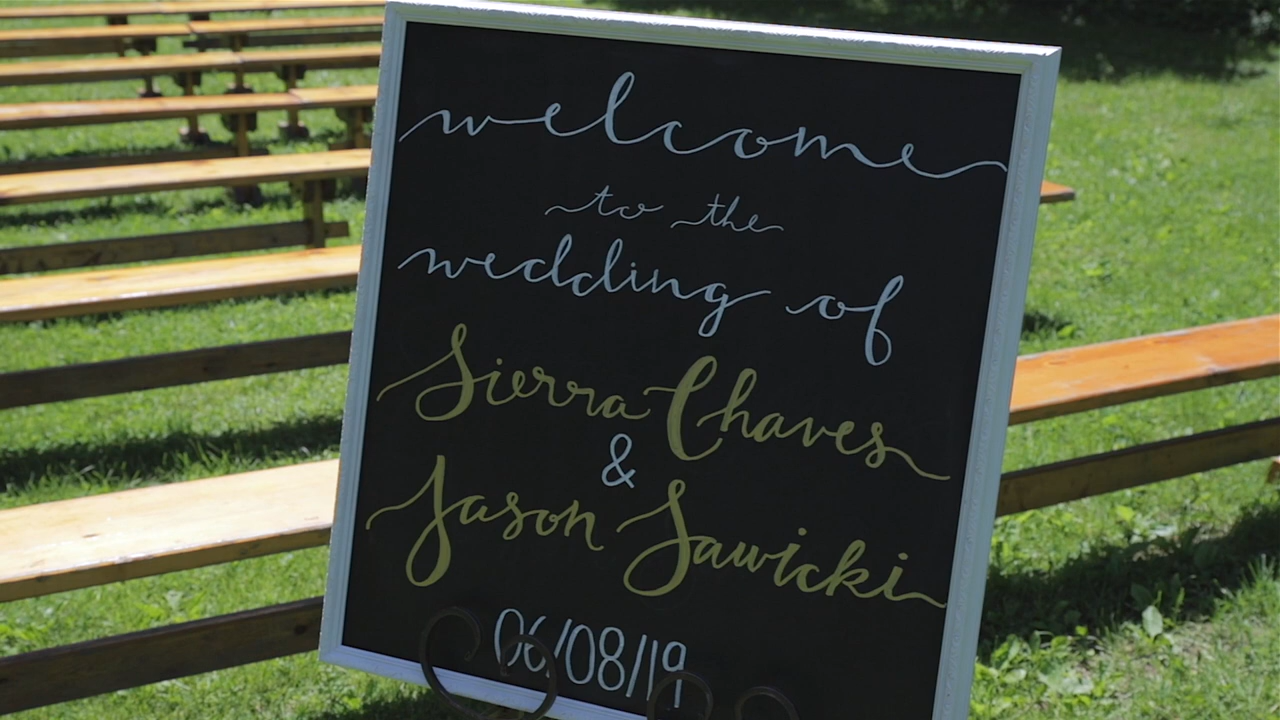 welcome
to the
wedding of
Sierra Chaves
&
Jason Sawicki
06/08/19